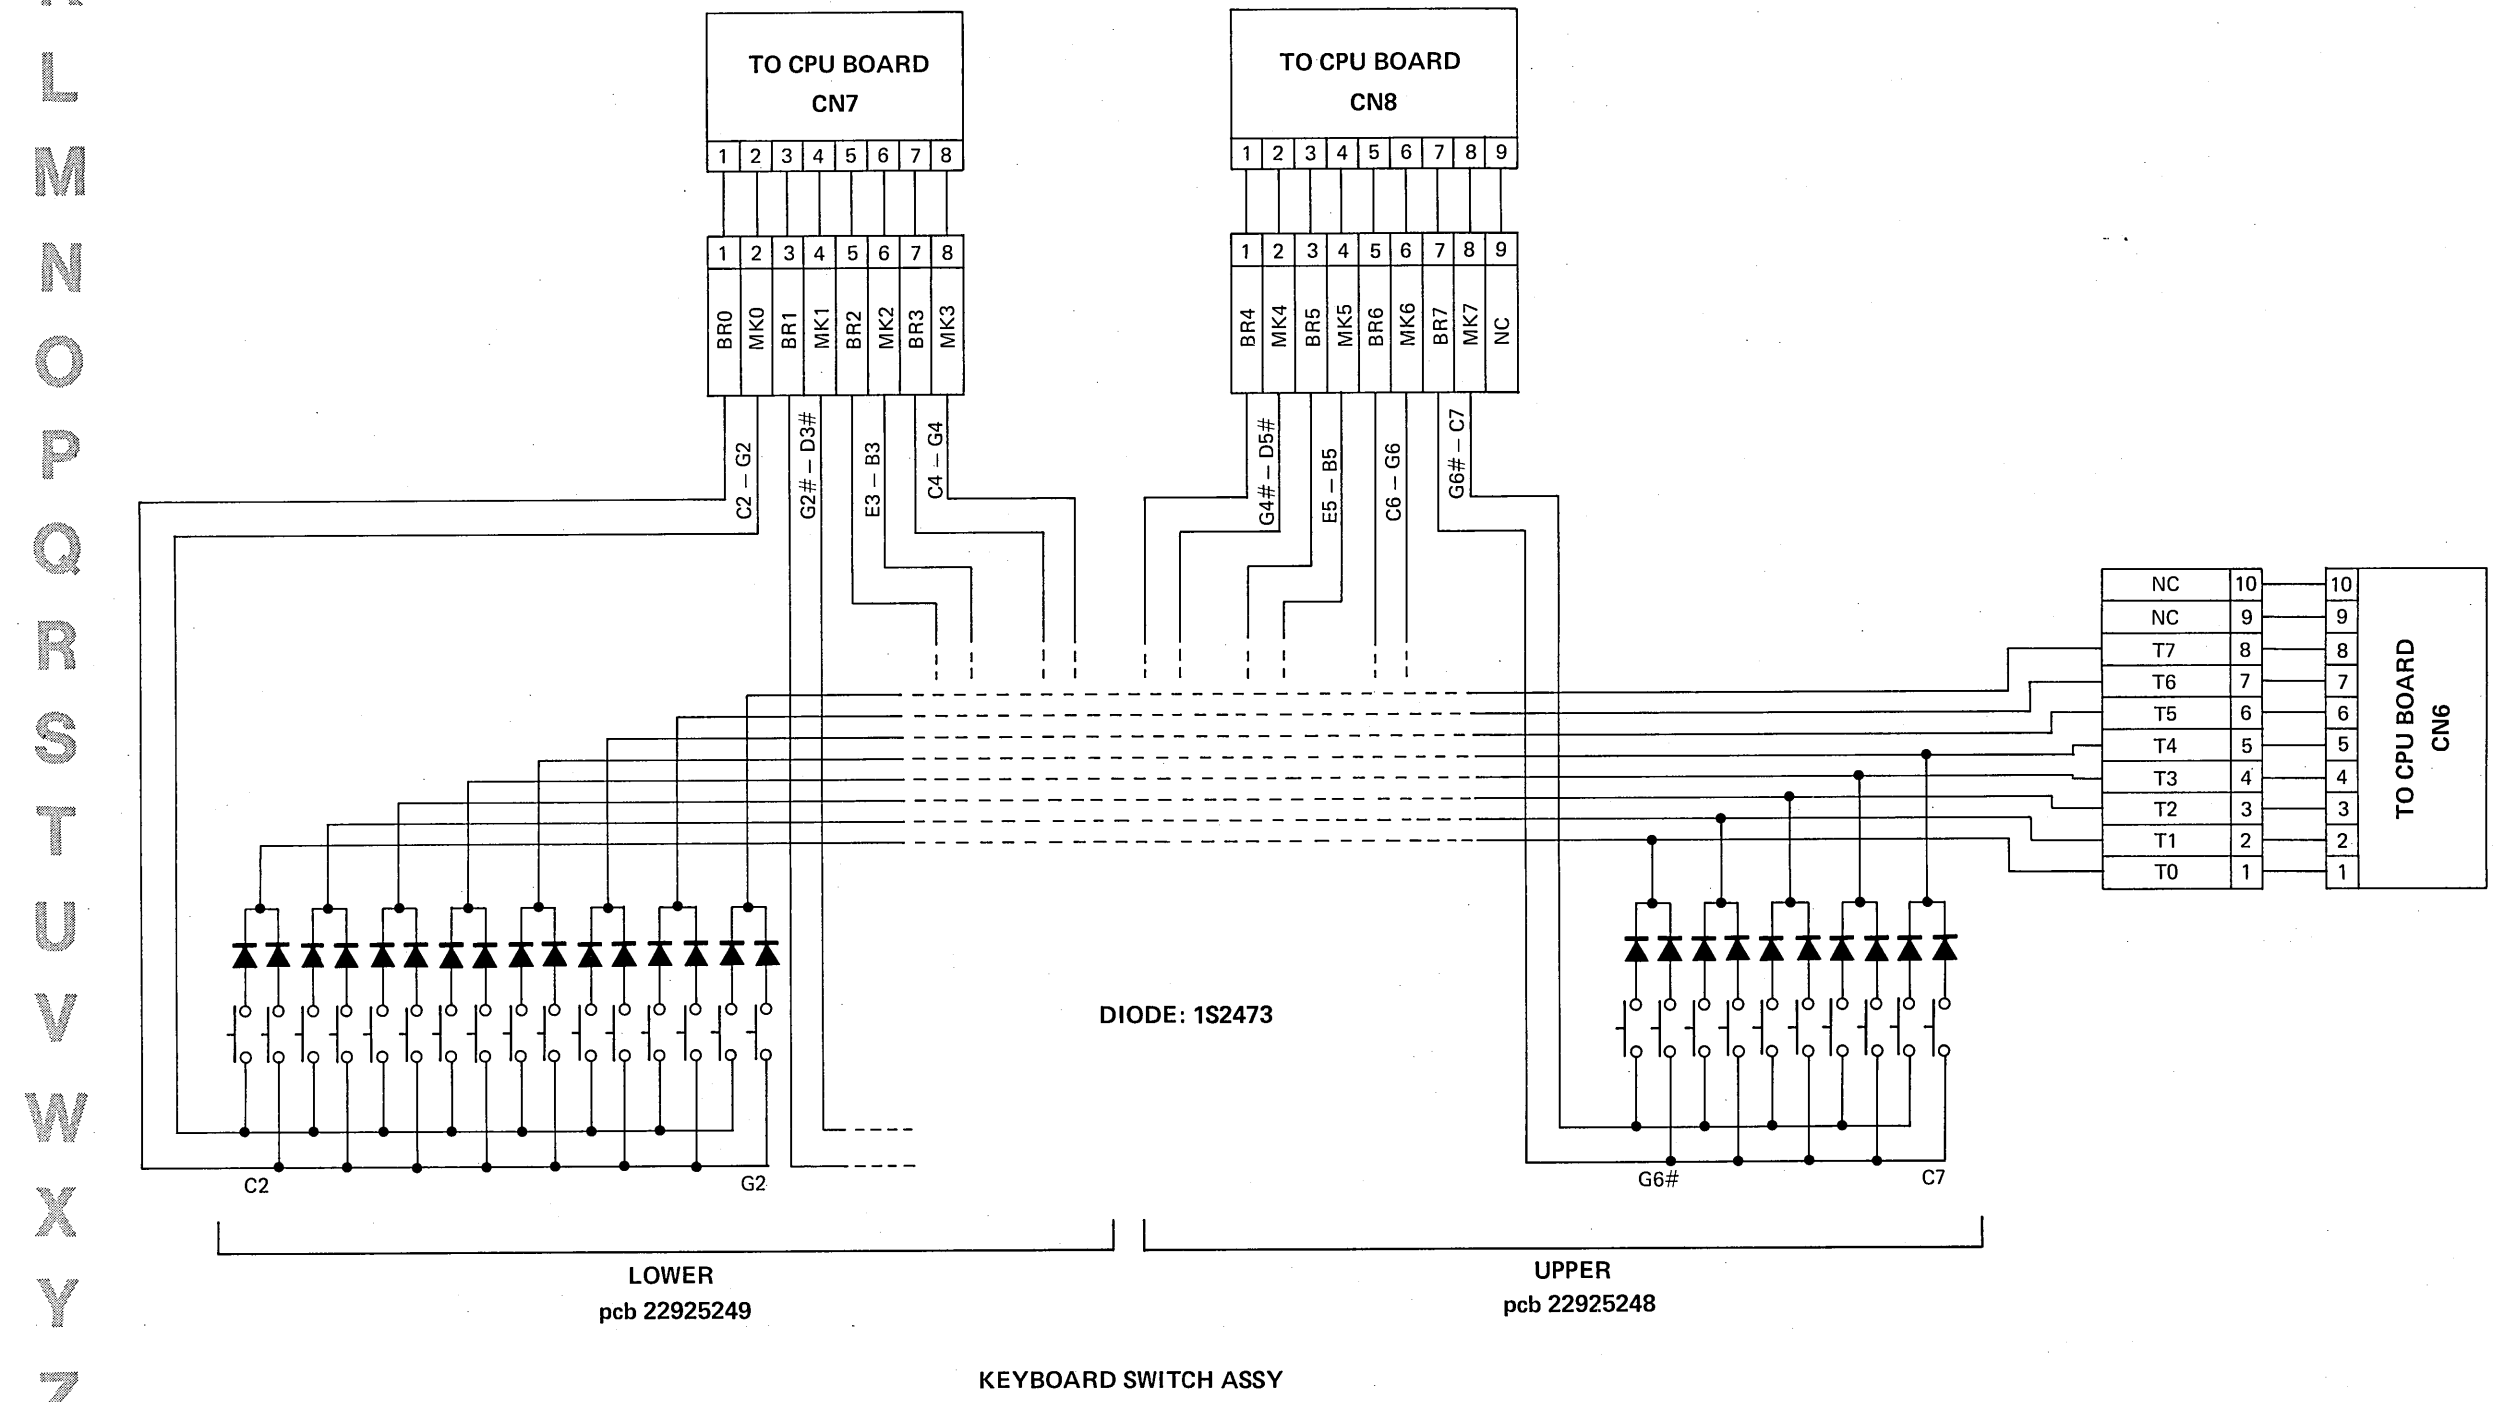 L
M
N
O
P
Q
R
S
T
U
V
W
X
Y
Z
TO CPU BOARD
CN7
1 2 3 4 5 6 7 8
1 2 3 4 5 6 7 8
BR0 MK0 BR1 MK1 BR2 MK2 BR3 MK3
C2 – G2
G2# – D3#
E3 – B3
C4 – G4
TO CPU BOARD
CN8
1 2 3 4 5 6 7 8 9
1 2 3 4 5 6 7 8 9
BR4 MK4 BR5 MK5 BR6 MK6 BR7 MK7 NC
G4# – D5#
E5 – B5
C6 – G6
G6# – C7
NC 10 10
NC 9 9
T7 8 8
T6 7 7
T5 6 6
T4 5 5
T3 4 4
T2 3 3
T1 2 2
T0 1 1
TO CPU BOARD
CN6
DIODE: 1S2473
C2
G2
G6#
C7
LOWER
pcb 22925249
UPPER
pcb 22925248
KEYBOARD SWITCH ASSY